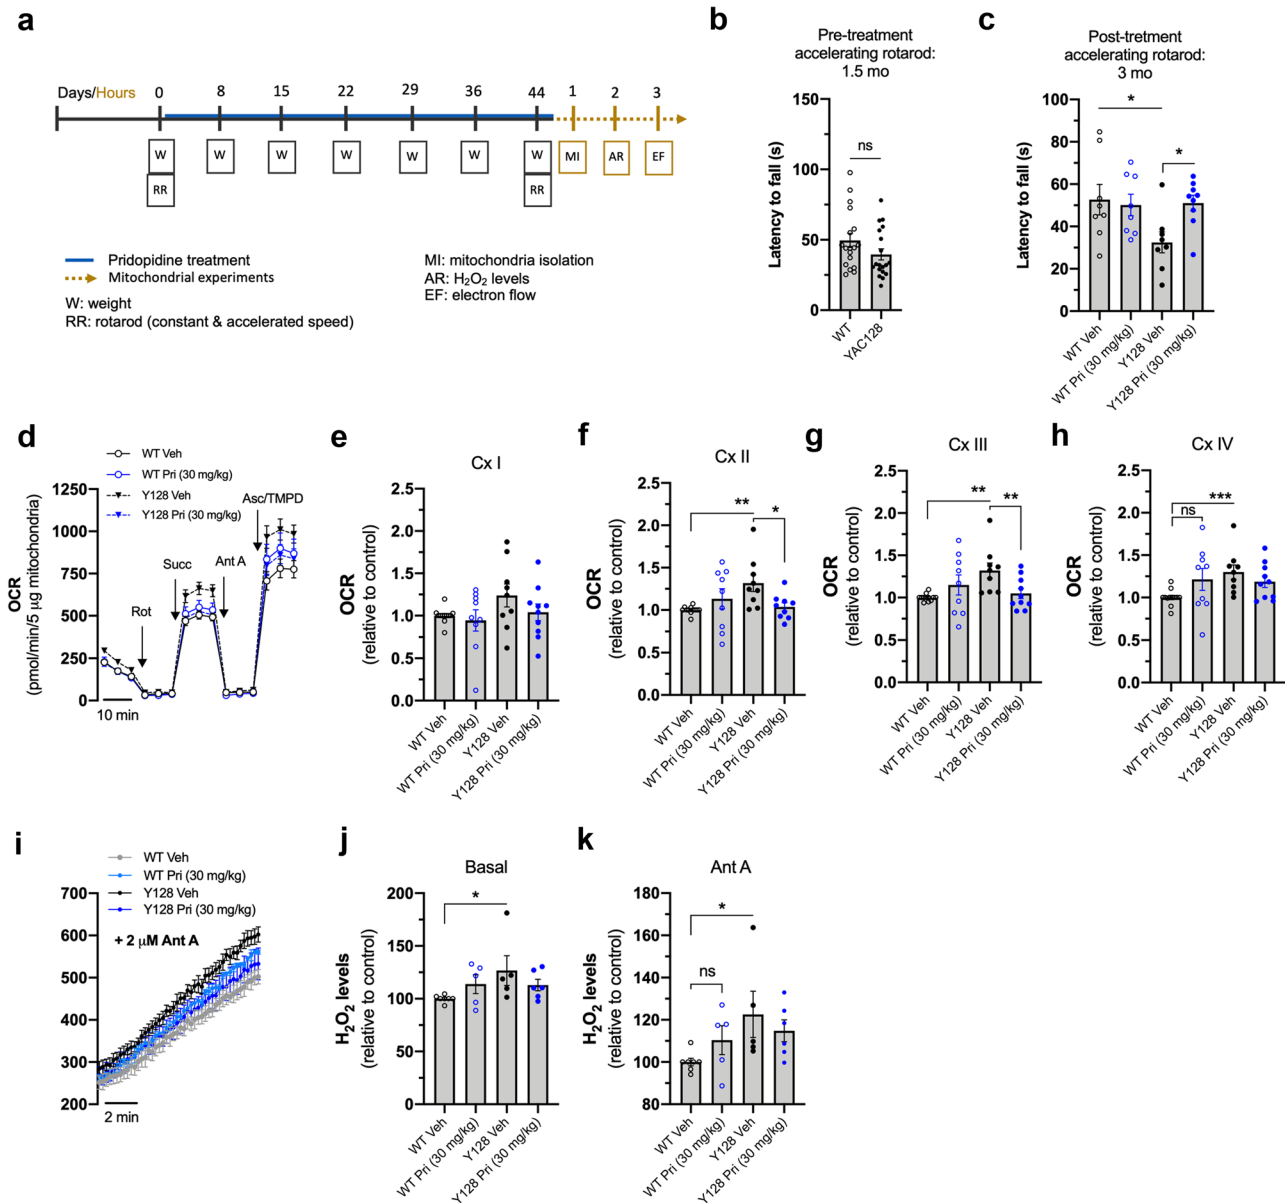 a
Days/Hours
0
8
15
22
29
36
44
1
2
3
W
W
W
W
W
W
W
MI
AR
EF
RR
RR
Pridopidine treatment
Mitochondrial experiments
W: weight
RR: rotarod (constant & accelerated speed)
MI: mitochondria isolation
AR: H₂O₂ levels
EF: electron flow
b
Pre-treatment
accelerating rotarod:
1.5 mo
Latency to fall (s)
150
100
50
0
ns
WT
YAC128
c
Post-tretment
accelerating rotarod:
3 mo
Latency to fall (s)
100
80
60
40
20
0
*
*
WT Veh
WT Pri (30 mg/kg)
Y128 Veh
Y128 Pri (30 mg/kg)
d
WT Veh
WT Pri (30 mg/kg)
Y128 Veh
Y128 Pri (30 mg/kg)
OCR
(pmol/min/5 µg mitochondria)
1250
1000
750
500
250
0
Rot
Succ
Ant A
Asc/TMPD
10 min
e
Cx I
OCR
(relative to control)
2.5
2.0
1.5
1.0
0.5
0.0
WT Veh
WT Pri (30 mg/kg)
Y128 Veh
Y128 Pri (30 mg/kg)
f
Cx II
OCR
(relative to control)
2.5
2.0
1.5
1.0
0.5
0.0
**
*
WT Veh
WT Pri (30 mg/kg)
Y128 Veh
Y128 Pri (30 mg/kg)
g
Cx III
OCR
(relative to control)
2.5
2.0
1.5
1.0
0.5
0.0
**
**
WT Veh
WT Pri (30 mg/kg)
Y128 Veh
Y128 Pri (30 mg/kg)
h
Cx IV
OCR
(relative to control)
2.5
2.0
1.5
1.0
0.5
0.0
***
ns
WT Veh
WT Pri (30 mg/kg)
Y128 Veh
Y128 Pri (30 mg/kg)
i
WT Veh
WT Pri (30 mg/kg)
Y128 Veh
Y128 Pri (30 mg/kg)
+ 2 µM Ant A
700
600
500
400
300
200
2 min
j
Basal
H₂O₂ levels
(relative to control)
200
150
100
50
0
*
WT Veh
WT Pri (30 mg/kg)
Y128 Veh
Y128 Pri (30 mg/kg)
k
Ant A
H₂O₂ levels
(relative to control)
180
160
140
120
100
80
*
ns
WT Veh
WT Pri (30 mg/kg)
Y128 Veh
Y128 Pri (30 mg/kg)